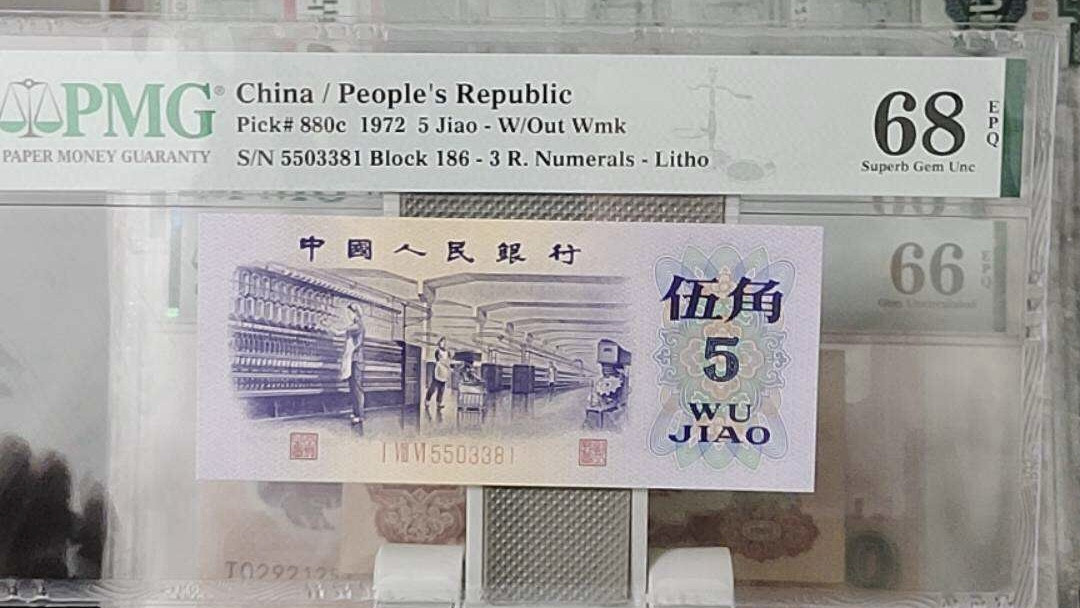 PMG®
PAPER MONEY GUARANTY
China / People's Republic
Pick# 880c 1972 5 Jiao - W/Out Wmk
S/N 5503381 Block 186 - 3 R. Numerals - Litho
68
EPQ
Superb Gem Unc
66
EPQ
中國人民銀行
伍角
5
WU
JIAO
I VIII VI 5503381